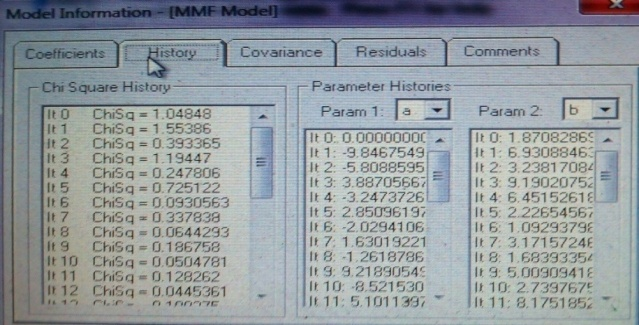 Model Information - [MMF Model]
Coefficients
History
Covariance
Residuals
Comments
Chi Square History
It 0 ChiSq = 1.04848
It 1 ChiSq = 1.55386
It 2 ChiSq = 0.393365
It 3 ChiSq = 1.19447
It 4 ChiSq = 0.247806
It 5 ChiSq = 0.725122
It 6 ChiSq = 0.0930563
It 7 ChiSq = 0.337838
It 8 ChiSq = 0.0644293
It 9 ChiSq = 0.186758
It 10 ChiSq = 0.0504781
It 11 ChiSq = 0.128262
It 12 ChiSq = 0.0445361
Parameter Histories
Param 1: a
It 0: 0.00000000
It 1: -9.8467549
It 2: -5.8088595
It 3: 3.88705667
It 4: -3.2473726
It 5: 2.85096197
It 6: -2.0294106
It 7: 1.63019221
It 8: -1.2618786
It 9: 9.2189054
It 10: -8.521530
It 11: 5.1011397
Param 2: b
It 0: 1.8708286
It 1: 6.9308846
It 2: 3.23817084
It 3: 9.19020752
It 4: 6.45152618
It 5: 2.22654567
It 6: 1.09293798
It 7: 3.17157246
It 8: 1.68393354
It 9: 5.00909418
It 10: 2.7397675
It 11: 8.1751852